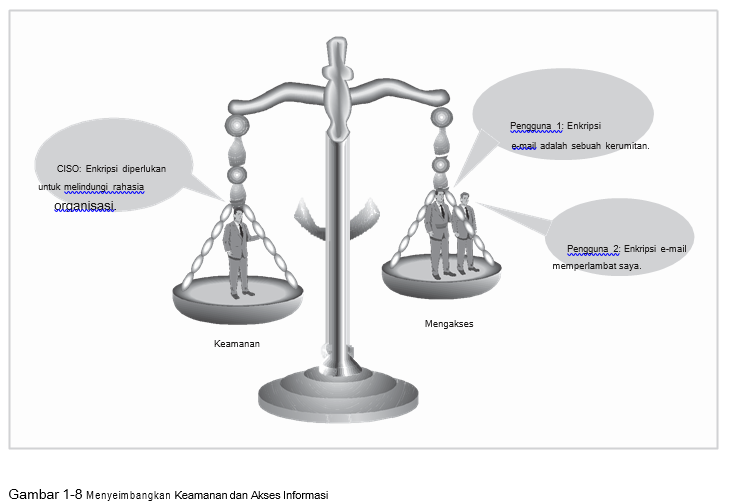 CISO: Enkripsi diperlukan
untuk melindungi rahasia
organisasi.
Pengguna 1: Enkripsi
e-mail adalah sebuah kerumitan.
Pengguna 2: Enkripsi e-mail
memperlambat saya.
Keamanan
Mengakses
Gambar 1-8 Menyeimbangkan Keamanan dan Akses Informasi